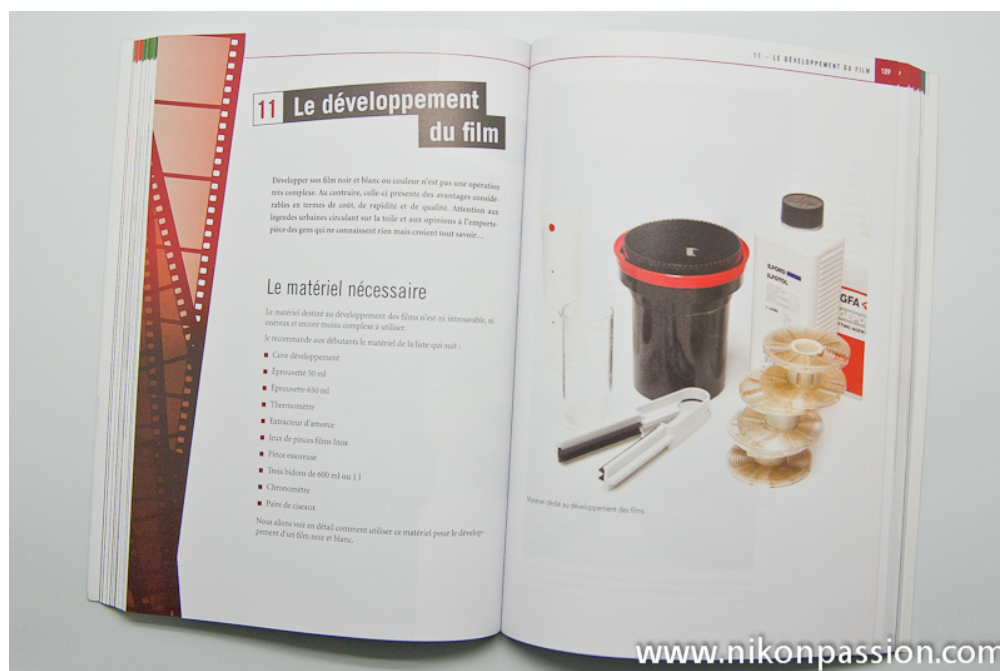 11 Le développement
du film
Développer son film noir et blanc ou couleur n'est pas une opération
très complexe. Au contraire, celle-ci présente des avantages considé-
rables en termes de coût, de rapidité et de qualité. Attention aux
légendes urbaines circulant sur la toile et aux opinions à l'emporte-
pièce des gens qui ne connaissent rien mais croient tout savoir…
Le matériel nécessaire
Le matériel destiné au développement des films n'est ni introuvable, ni
onéreux et encore moins complexe à utiliser.
Je recommande aux débutants le matériel de la liste qui suit :
■ Cuve développement
■ Éprouvette 50 ml
■ Éprouvette 650 ml
■ Thermomètre
■ Extracteur d'amorce
■ Jeux de pinces films Inox
■ Pince essoreuse
■ Trois bidons de 600 ml ou 1 l
■ Chronomètre
■ Paire de ciseaux
Nous allons voir en détail comment utiliser ce matériel pour le dévelop-
pement d'un film noir et blanc.
11 – LE DÉVELOPPEMENT DU FILM 189
ILFORD
ILFOTOL
1 LITRE
GFA
Matériel dédié au développement des films.
www.nikonpassion.com